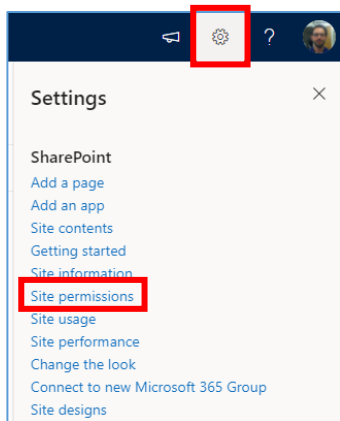 ?
Settings
SharePoint
Add a page
Add an app
Site contents
Getting started
Site information
Site permissions
Site usage
Site performance
Change the look
Connect to new Microsoft 365 Group
Site designs